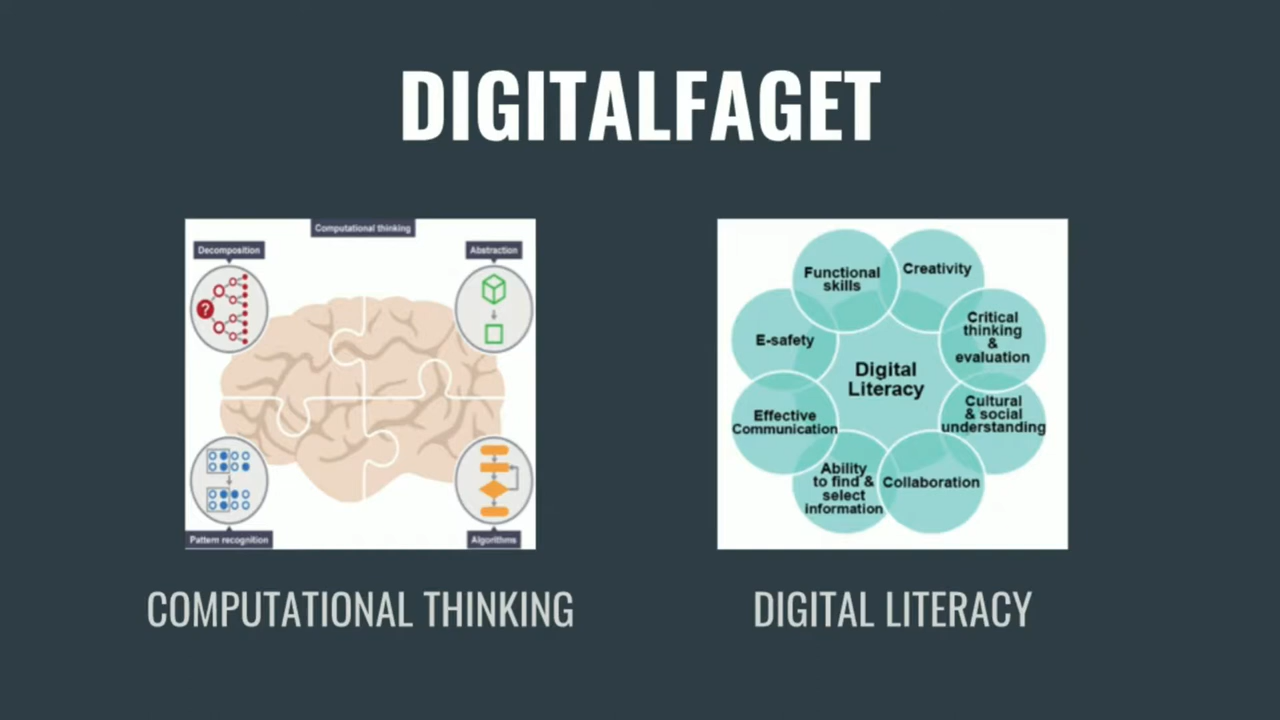 DIGITALFAGET
Computational thinking
Decomposition
Abstraction
?
Pattern recognition
Algorithms
Functional
skills
Creativity
Critical
thinking
&
evaluation
E-safety
Digital
Literacy
Cultural
& social
understanding
Effective
Communication
Ability
to find &
select
information
Collaboration
COMPUTATIONAL THINKING
DIGITAL LITERACY